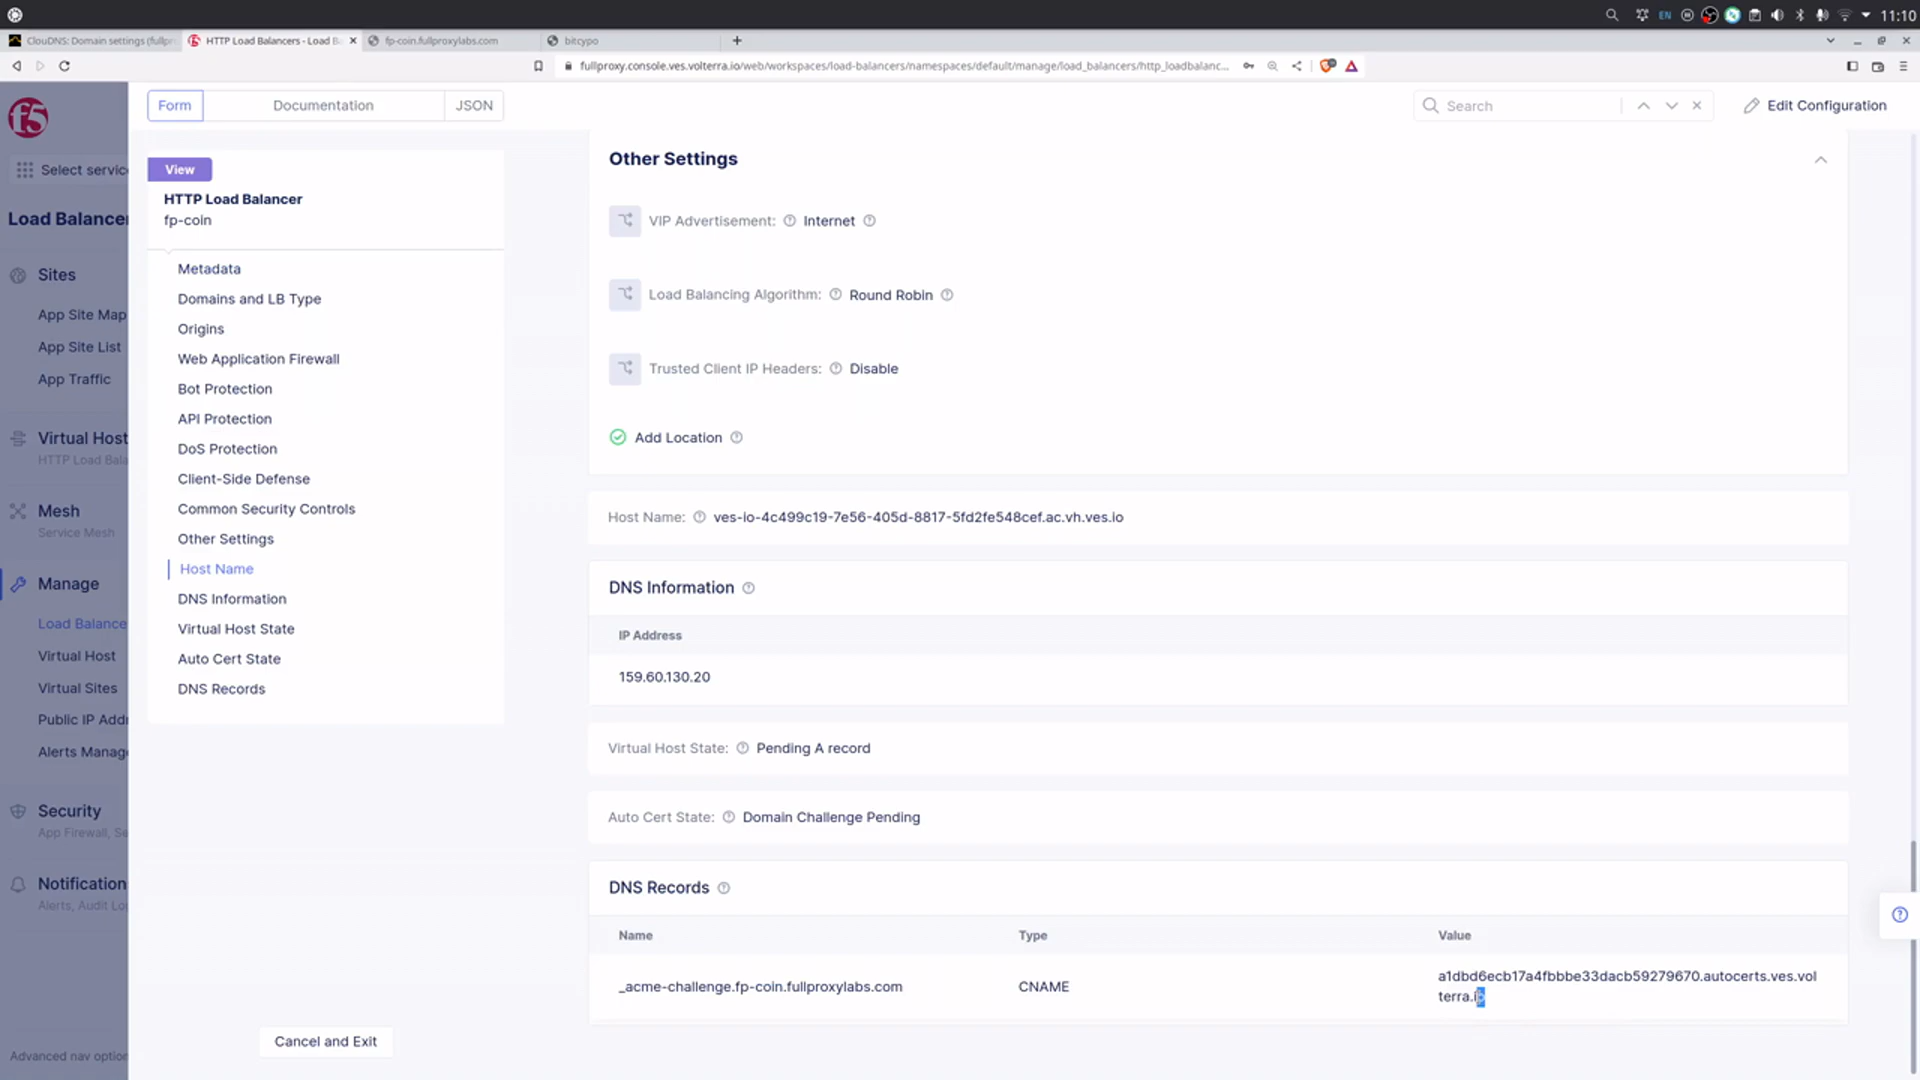 EN
11:10
ClouDNS: Domain settings (fullpr
HTTP Load Balancers - Load B
fp-coin.fullproxylabs.com
bitcypo
fullproxy.console.ves.volterra.io/web/workspaces/load-balancers/namespaces/default/manage/load_balancers/http_loadbalanc...
f5
Select servic
Load Balancer
Sites
App Site Map
App Site List
App Traffic
Virtual Host
HTTP Load Bala
Mesh
Service Mesh
Manage
Load Balance
Virtual Host
Virtual Sites
Public IP Addr
Alerts Manage
Security
App Firewall, Se
Notification
Alerts, Audit Lo
Advanced nav option
Form
Documentation
JSON
Search
Edit Configuration
View
HTTP Load Balancer
fp-coin
Metadata
Domains and LB Type
Origins
Web Application Firewall
Bot Protection
API Protection
DoS Protection
Client-Side Defense
Common Security Controls
Other Settings
Host Name
DNS Information
Virtual Host State
Auto Cert State
DNS Records
Cancel and Exit
Other Settings
VIP Advertisement: Internet
Load Balancing Algorithm: Round Robin
Trusted Client IP Headers: Disable
Add Location
Host Name: ves-io-4c499c19-7e56-405d-8817-5fd2fe548cef.ac.vh.ves.io
DNS Information
IP Address
159.60.130.20
Virtual Host State: Pending A record
Auto Cert State: Domain Challenge Pending
DNS Records
Name Type Value
_acme-challenge.fp-coin.fullproxylabs.com CNAME a1dbd6ecb17a4fbbbe33dacb59279670.autocerts.ves.vol
terra.io